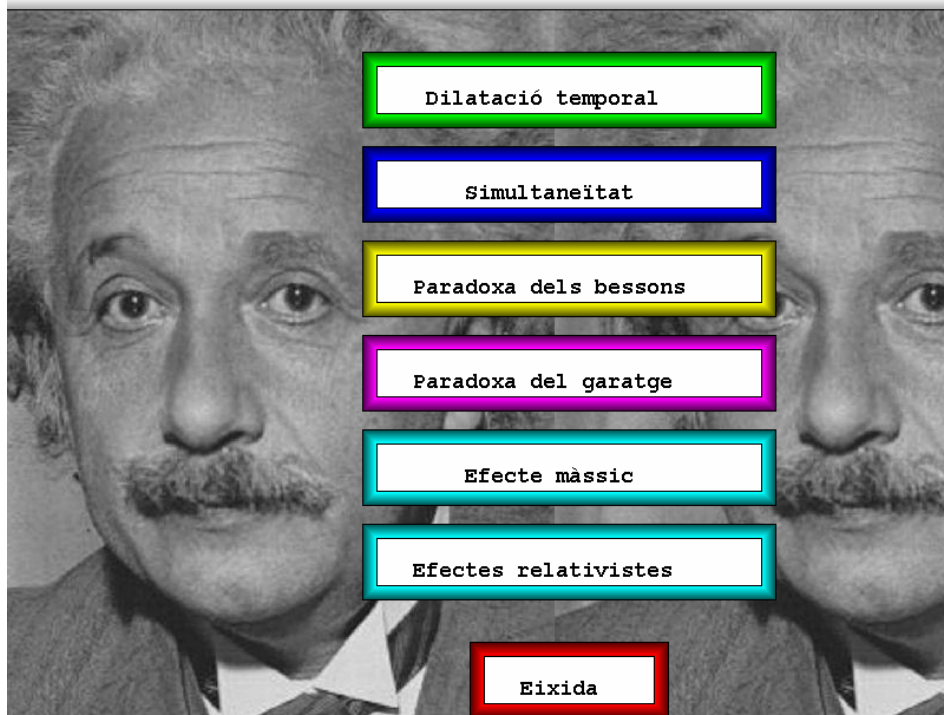 Dilatació temporal
Simultaneïtat
Paradoxa dels bessons
Paradoxa del garatge
Efecte màssic
Efectes relativistes
Eixida